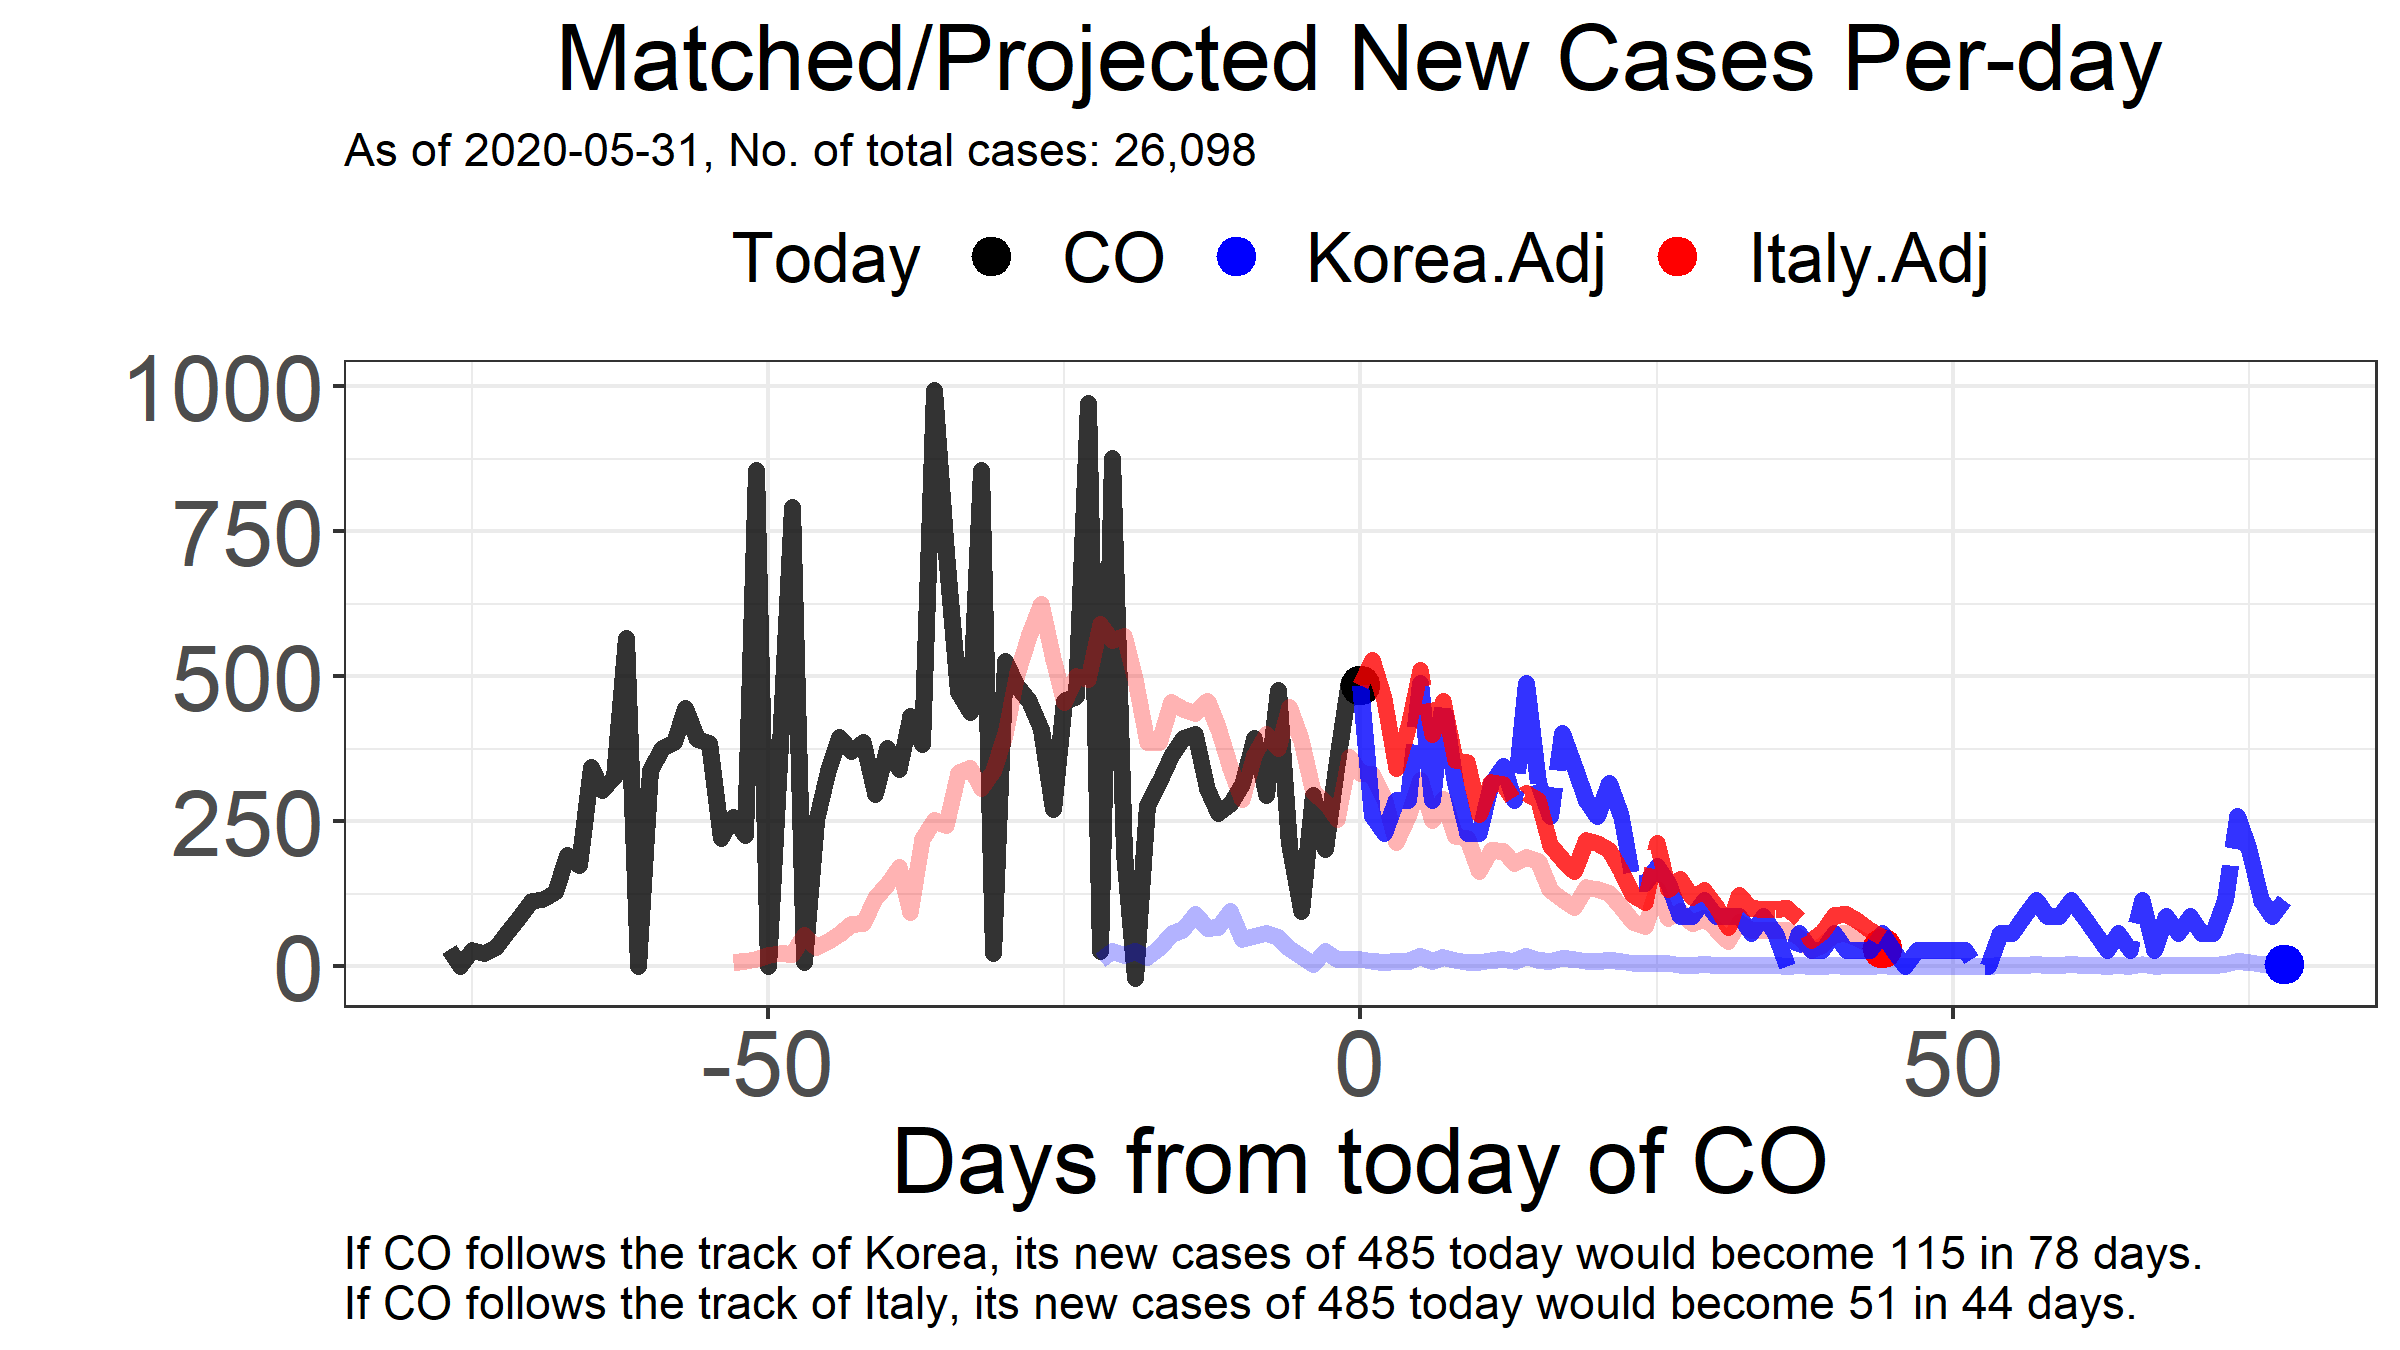 Matched/Projected New Cases Per-day
As of 2020-05-31, No. of total cases: 26,098
Today CO Korea.Adj Italy.Adj
1000
750
500
250
0
-50 0 50
Days from today of CO
If CO follows the track of Korea, its new cases of 485 today would become 115 in 78 days.
If CO follows the track of Italy, its new cases of 485 today would become 51 in 44 days.